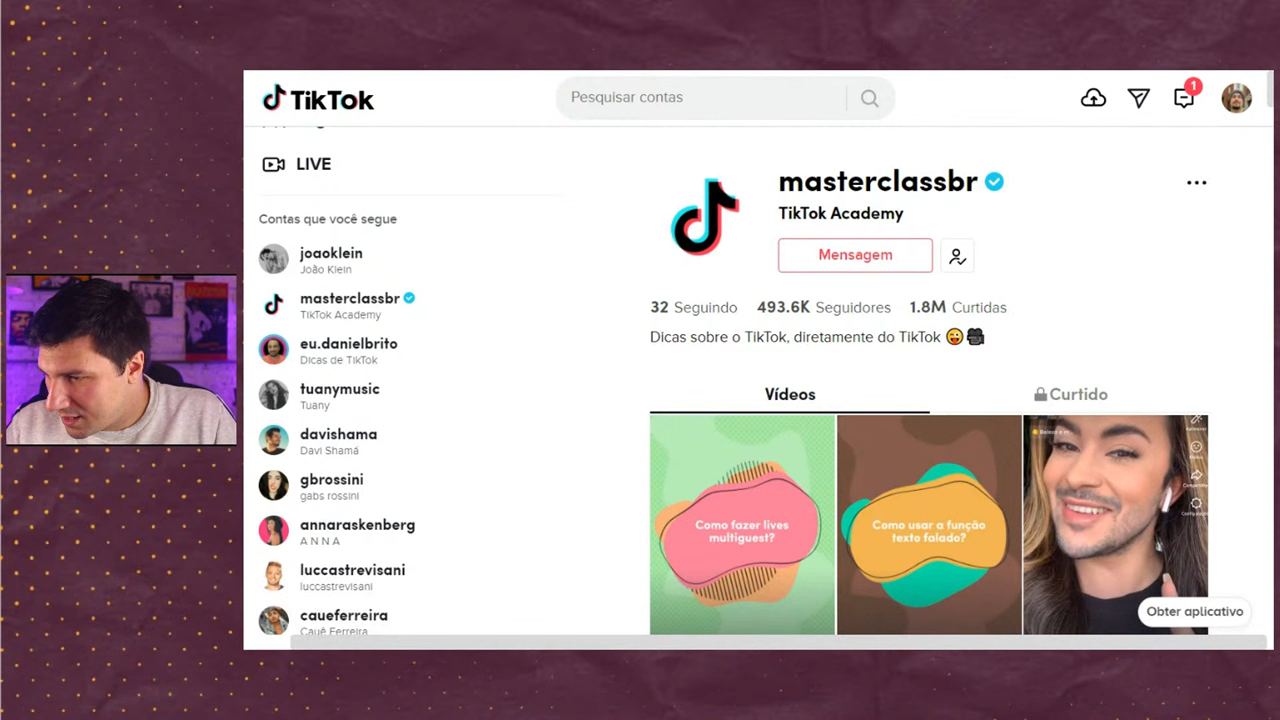 TikTok
Pesquisar contas
1
LIVE
Contas que você segue
joaoklein
João Klein
masterclassbr
TikTok Academy
eu.danielbrito
Dicas de TikTok
tuanymusic
Tuany
davishama
Davi Shamá
gbrossini
gabs rossini
annaraskenberg
A N N A
luccastrevisani
luccastrevisani
caueferreira
Cauê Ferreira
masterclassbr
TikTok Academy
Mensagem
32 Seguindo 493.6K Seguidores 1.8M Curtidas
Dicas sobre o TikTok, diretamente do TikTok 😜🎥
Vídeos
Curtido
Como fazer lives
multiguest?
Como usar a função
texto falado?
Obter aplicativo